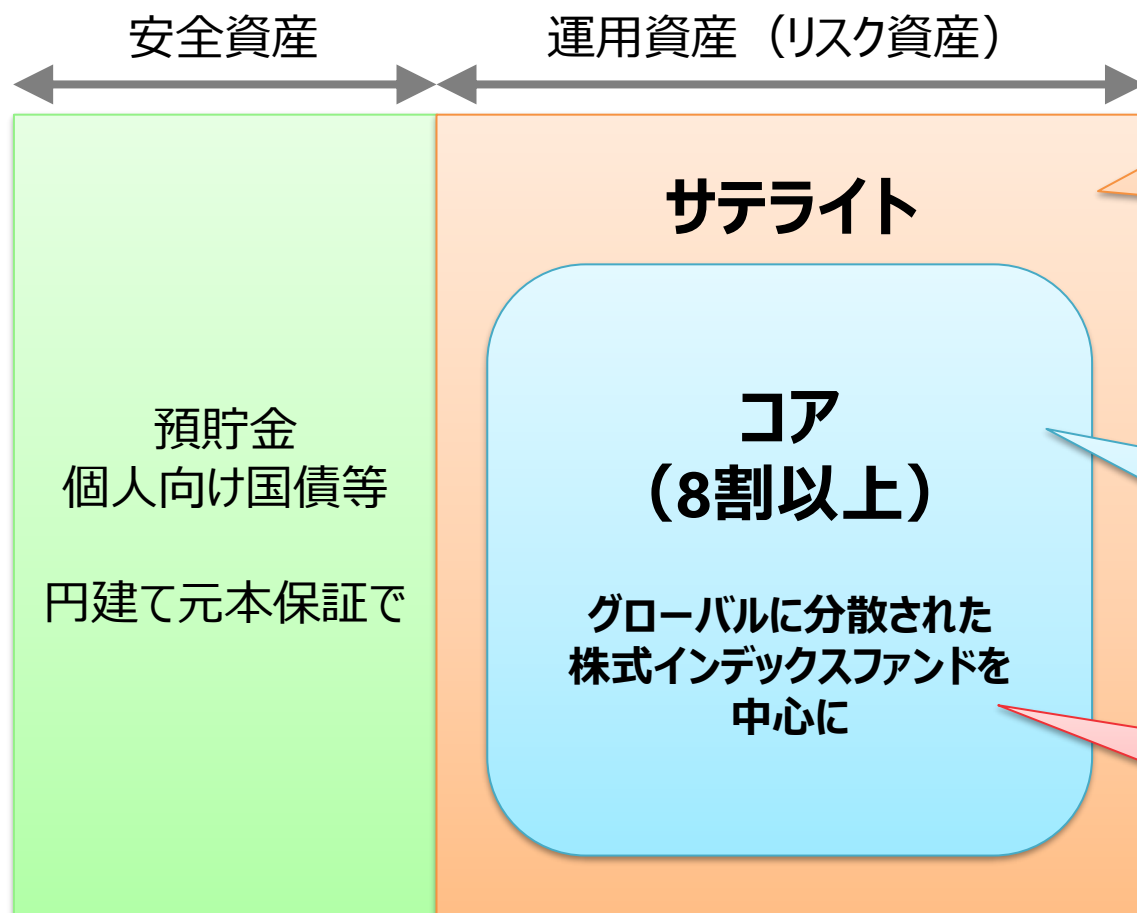 安全資産
運用資産（リスク資産）
サテライト
コア
（8割以上）
グローバルに分散された
株式インデックスファンドを
中心に
預貯金
個人向け国債等
円建て元本保証で